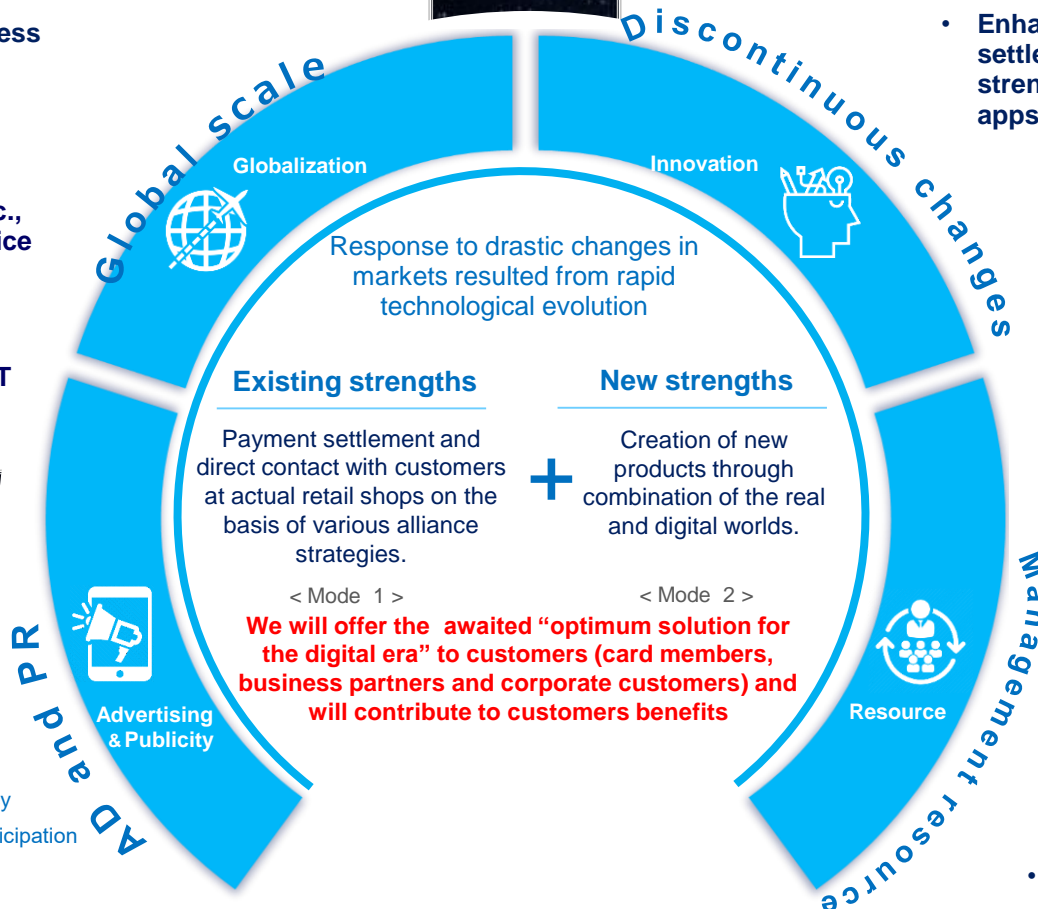 Global scale
Discontinuous changes
apps
Globalization
Innovation
Response to drastic changes in
markets resulted from rapid
technological evolution
Existing strengths
New strengths
Payment settlement and
direct contact with customers
at actual retail shops on the
basis of various alliance
strategies.
+
Creation of new
products through
combination of the real
and digital worlds.
< Mode 1 >
< Mode 2 >
We will offer the awaited “optimum solution for
the digital era” to customers (card members,
business partners and corporate customers) and
will contribute to customers benefits
Advertising
& Publicity
Resource
AD and PR
Management resource